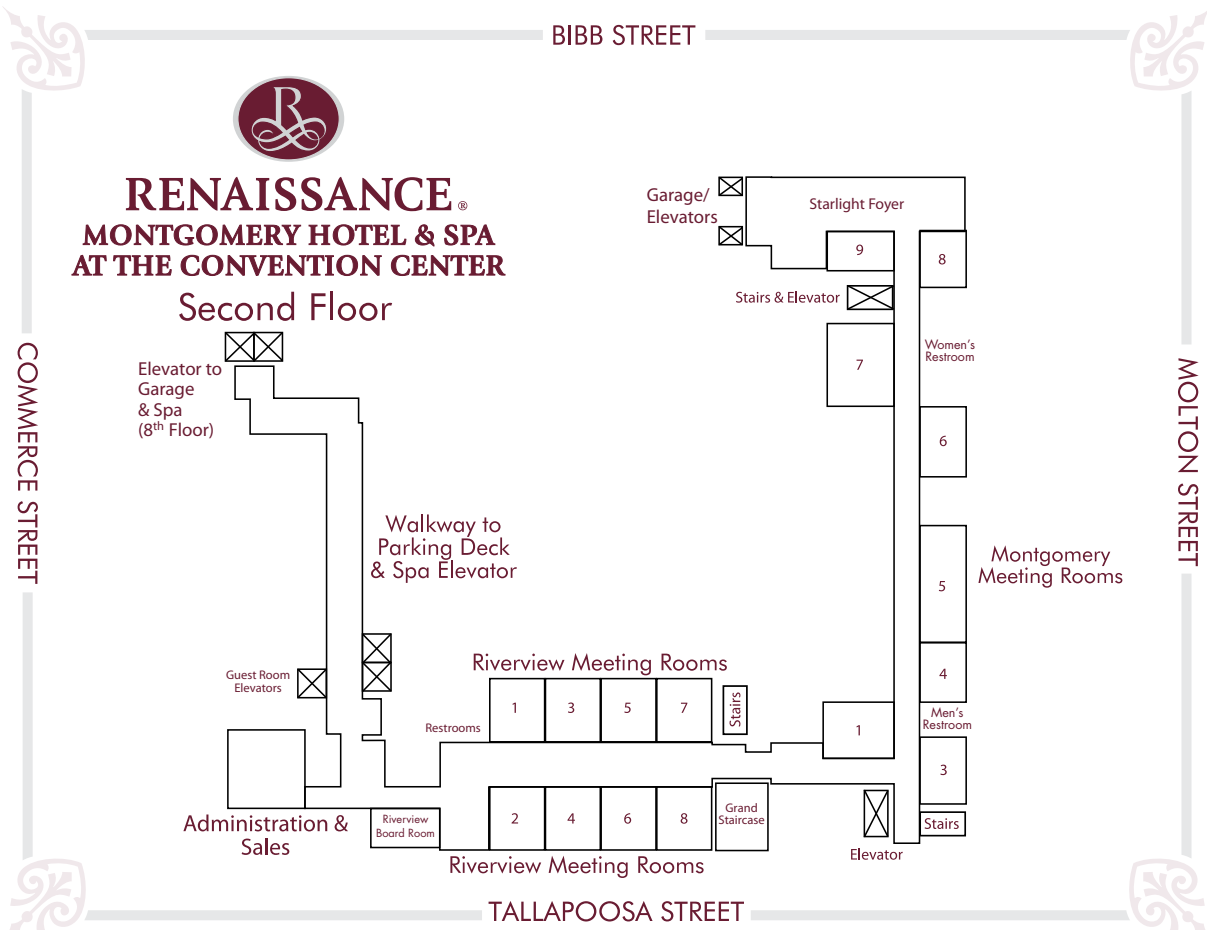 BIBB STREET
R
RENAISSANCE®
MONTGOMERY HOTEL & SPA
AT THE CONVENTION CENTER
Second Floor
Garage/
Elevators
Starlight Foyer
9
8
Stairs & Elevator
Women's
Restroom
7
Elevator to
Garage
& Spa
(8th Floor)
6
COMMERCE STREET
MOLTON STREET
Walkway to
Parking Deck
& Spa Elevator
Montgomery
Meeting Rooms
5
4
Guest Room
Elevators
Riverview Meeting Rooms
1
3
5
7
Stairs
Restrooms
Men's
Restroom
1
3
Administration &
Sales
Riverview
Board Room
2
4
6
8
Grand
Staircase
Stairs
Elevator
Riverview Meeting Rooms
TALLAPOOSA STREET